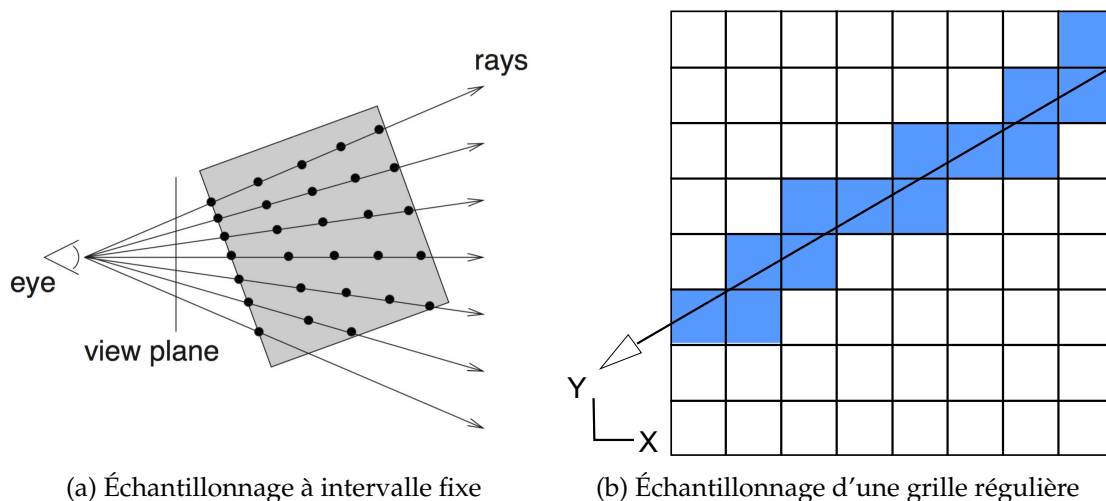 rays
eye
view plane
Y
X
(a) Échantillonnage à intervalle fixe
(b) Échantillonnage d'une grille régulière